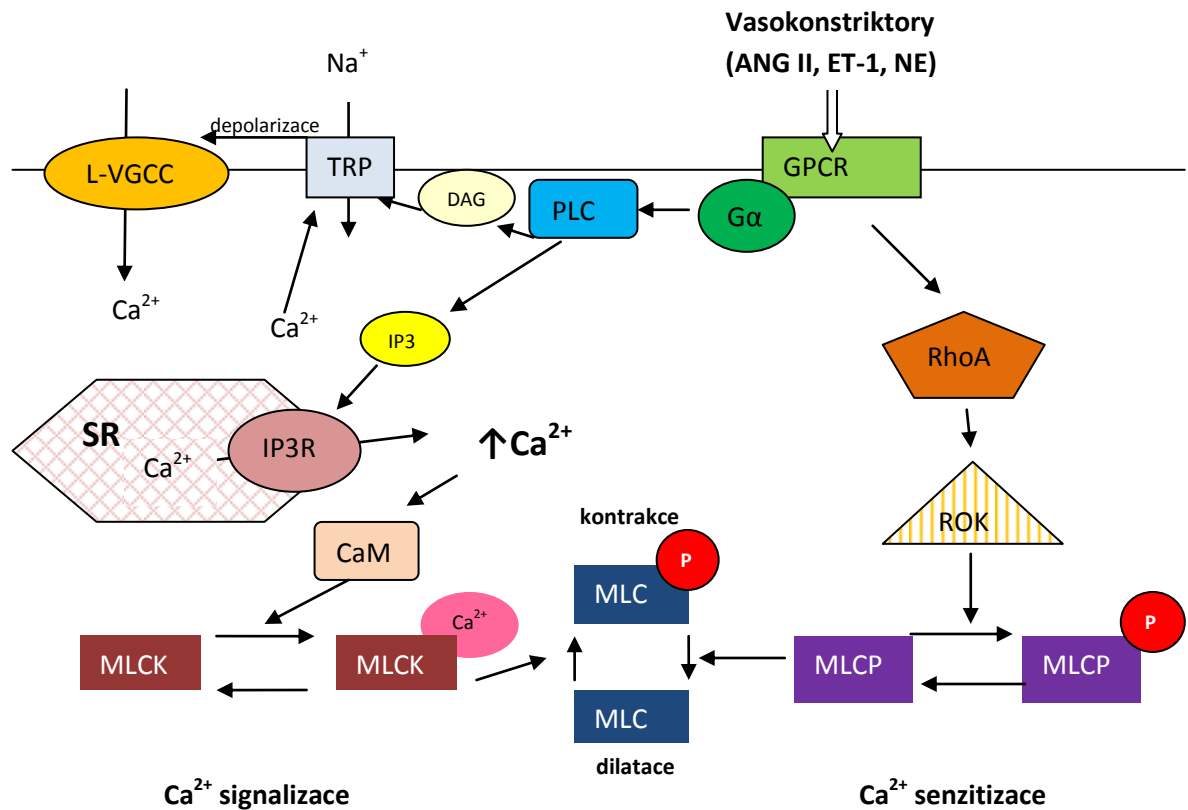 Vasokonstriktory
(ANG II, ET-1, NE)
Na⁺
depolarizace
L-VGCC
TRP
DAG
PLC
Gα
GPCR
Ca²⁺
Ca²⁺
IP3
RhoA
SR
Ca²⁺
IP3R
↑Ca²⁺
ROK
CaM
kontrakce
P
MLC
Ca²⁺
MLCK
MLCK
MLC
dilatace
MLCP
MLCP
P
Ca²⁺ signalizace
Ca²⁺ senzitizace